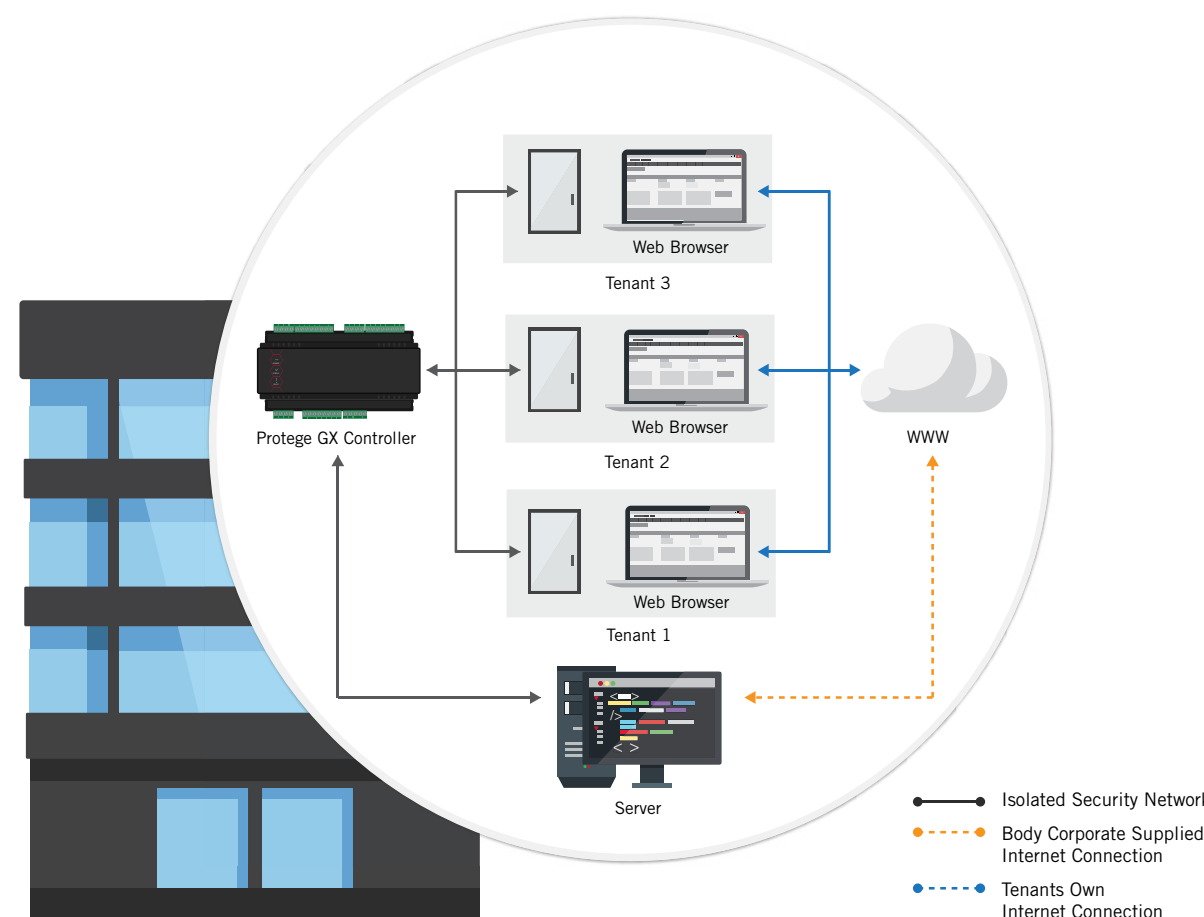 Web Browser
Tenant 3
Web Browser
Tenant 2
Protege GX Controller
WWW
Web Browser
Tenant 1
< >
/>
< >
Server
Isolated Security Network
Body Corporate Supplied
Internet Connection
Tenants Own
Internet Connection